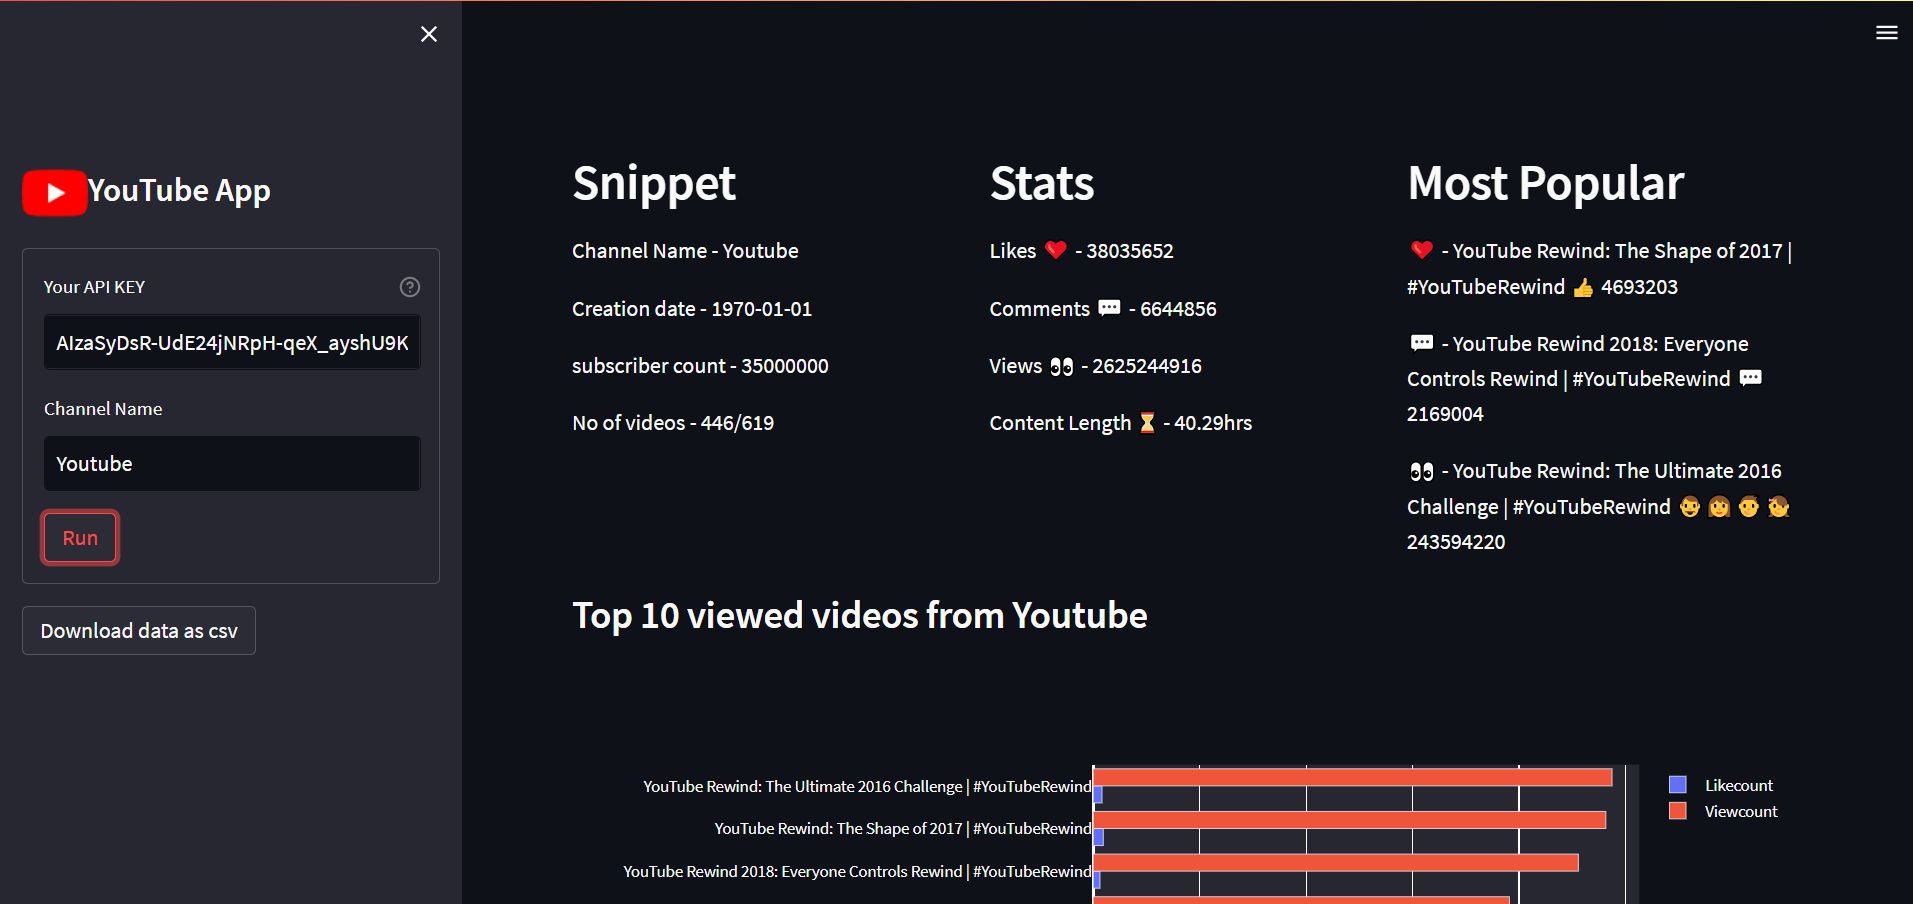 YouTube App
Your API KEY
AIzaSyDsR-UdE24jNRpH-qeX_ayshU9K
Channel Name
Youtube
Run
Download data as csv
Snippet
Channel Name - Youtube
Creation date - 1970-01-01
subscriber count - 35000000
No of videos - 446/619
Stats
Likes ❤️ - 38035652
Comments 💬 - 6644856
Views 👀 - 2625244916
Content Length ⏳ - 40.29hrs
Most Popular
❤️ - YouTube Rewind: The Shape of 2017 |
#YouTubeRewind 👍 4693203
💬 - YouTube Rewind 2018: Everyone
Controls Rewind | #YouTubeRewind 💬
2169004
👀 - YouTube Rewind: The Ultimate 2016
Challenge | #YouTubeRewind 👨👩👨👩
243594220
Top 10 viewed videos from Youtube
YouTube Rewind: The Ultimate 2016 Challenge | #YouTubeRewind
YouTube Rewind: The Shape of 2017 | #YouTubeRewind
YouTube Rewind 2018: Everyone Controls Rewind | #YouTubeRewind
Likecount
Viewcount